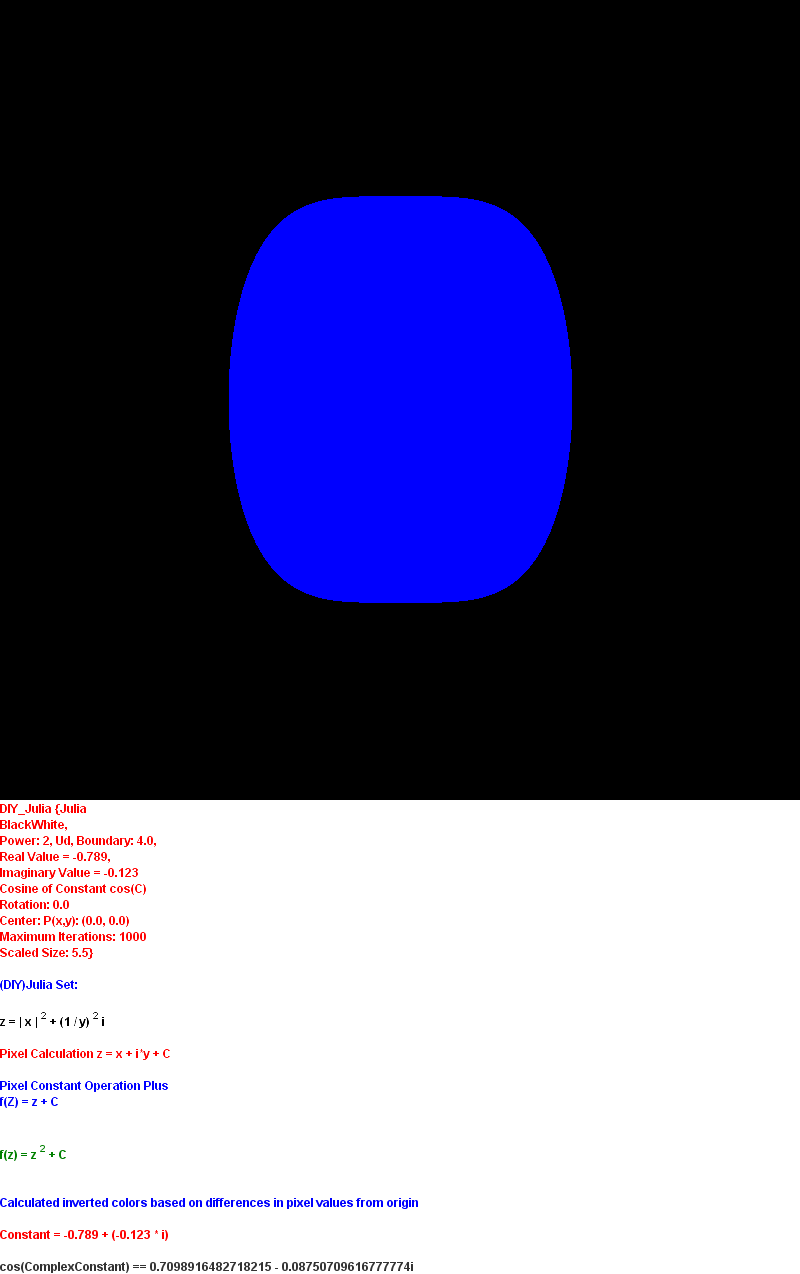 DIY_Julia {Julia
BlackWhite,
Power: 2, Ud, Boundary: 4.0,
Real Value = -0.789,
Imaginary Value = -0.123
Cosine of Constant cos(C)
Rotation: 0.0
Center: P(x,y): (0.0, 0.0)
Maximum Iterations: 1000
Scaled Size: 5.5}
(DIY)Julia Set:
z = | x | 2 + (1 / y) 2 i
Pixel Calculation z = x + i*y + C
Pixel Constant Operation Plus
f(Z) = z + C
f(z) = z 2 + C
Calculated inverted colors based on differences in pixel values from origin
Constant = -0.789 + (-0.123 * i)
cos(ComplexConstant) == 0.7098916482718215 - 0.08750709616777774i